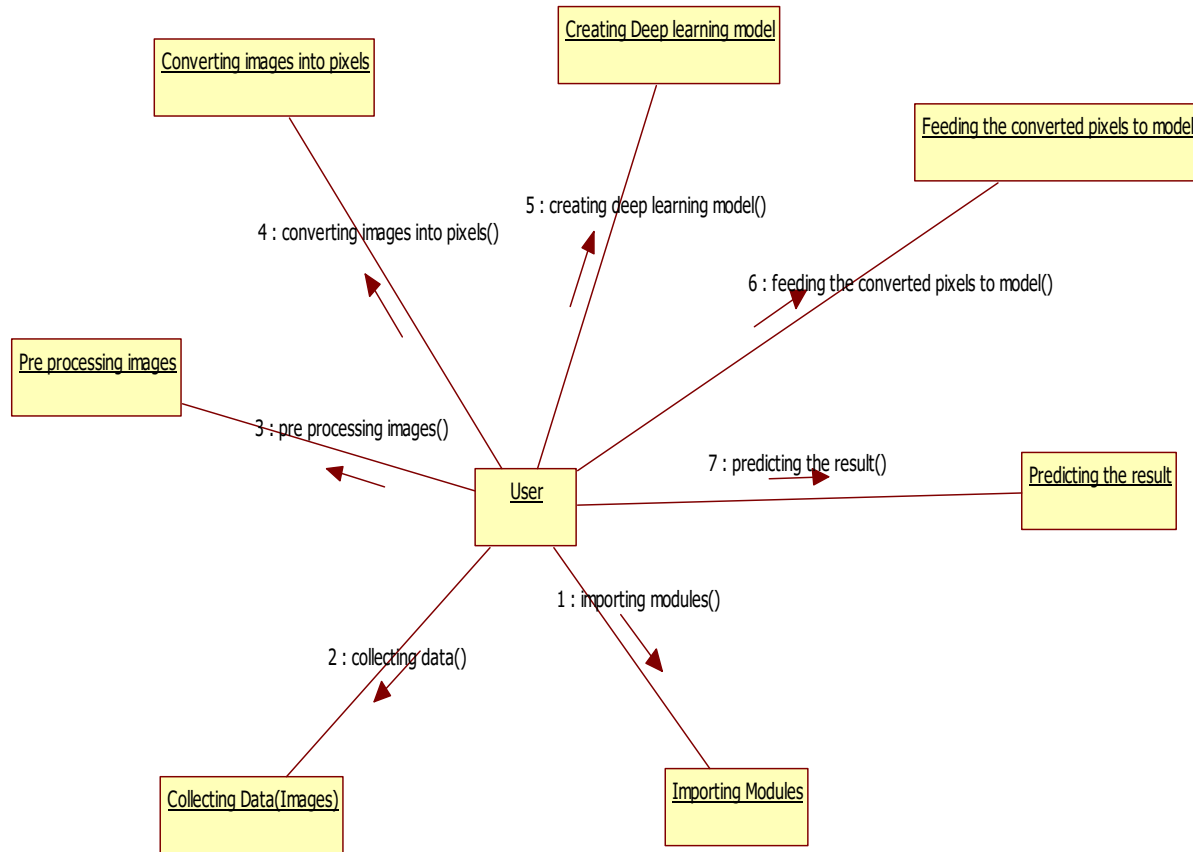 Creating Deep learning model
Converting images into pixels
Feeding the converted pixels to model
5 : creating deep learning model()
4 : converting images into pixels()
6 : feeding the converted pixels to model()
Pre processing images
3 : pre processing images()
7 : predicting the result()
Predicting the result
User
1 : importing modules()
2 : collecting data()
Importing Modules
Collecting Data(Images)